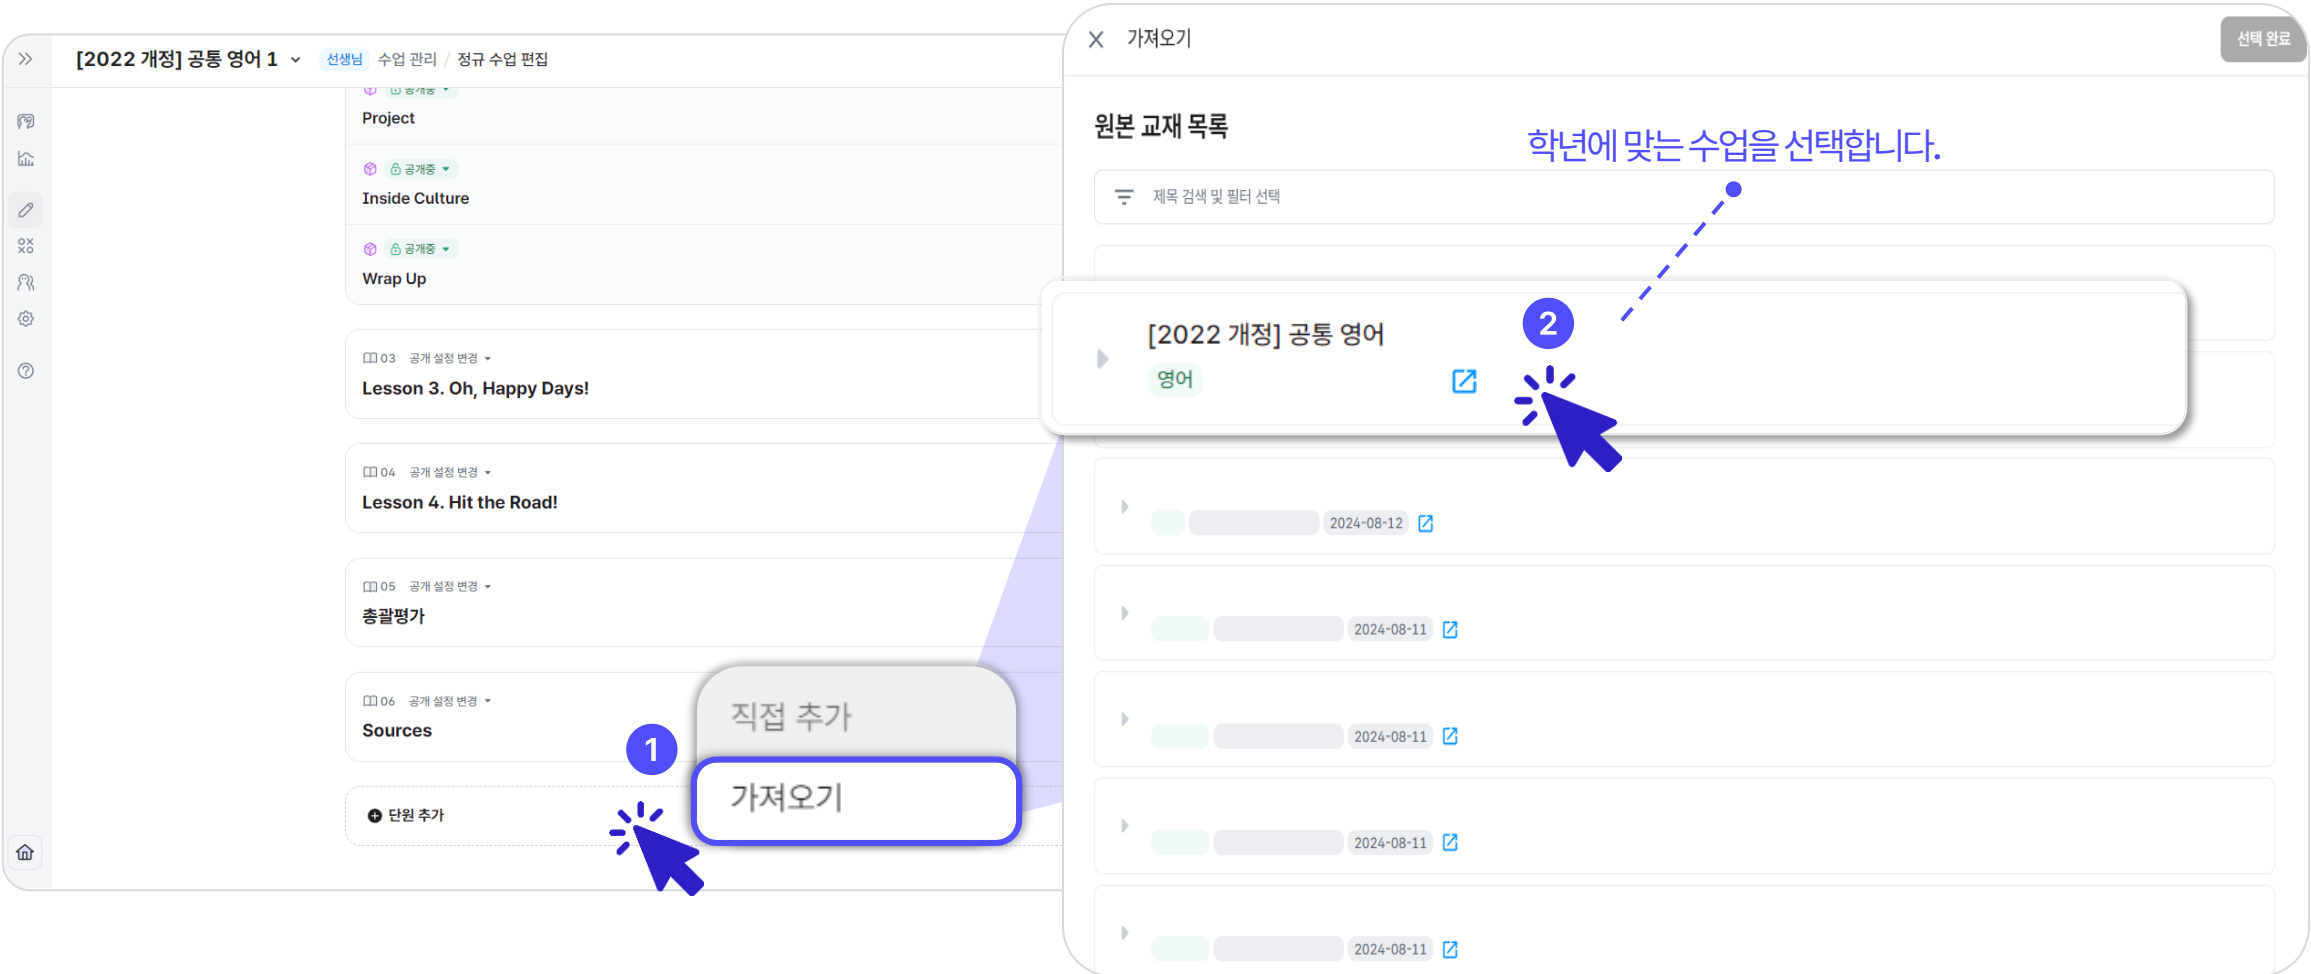 [2022 개정] 공통 영어 1
선생님 수업 관리 / 정규 수업 편집
공개중
Project
공개중
Inside Culture
공개중
Wrap Up
03 공개 설정 변경
Lesson 3. Oh, Happy Days!
04 공개 설정 변경
Lesson 4. Hit the Road!
05 공개 설정 변경
총괄평가
06 공개 설정 변경
Sources
단원 추가
1
직접 추가
가져오기
가져오기
선택 완료
원본 교재 목록
학년에 맞는 수업을 선택합니다.
제목 검색 및 필터 선택
[2022 개정] 공통 영어
2
영어
2024-08-12
2024-08-11
2024-08-11
2024-08-11
2024-08-11